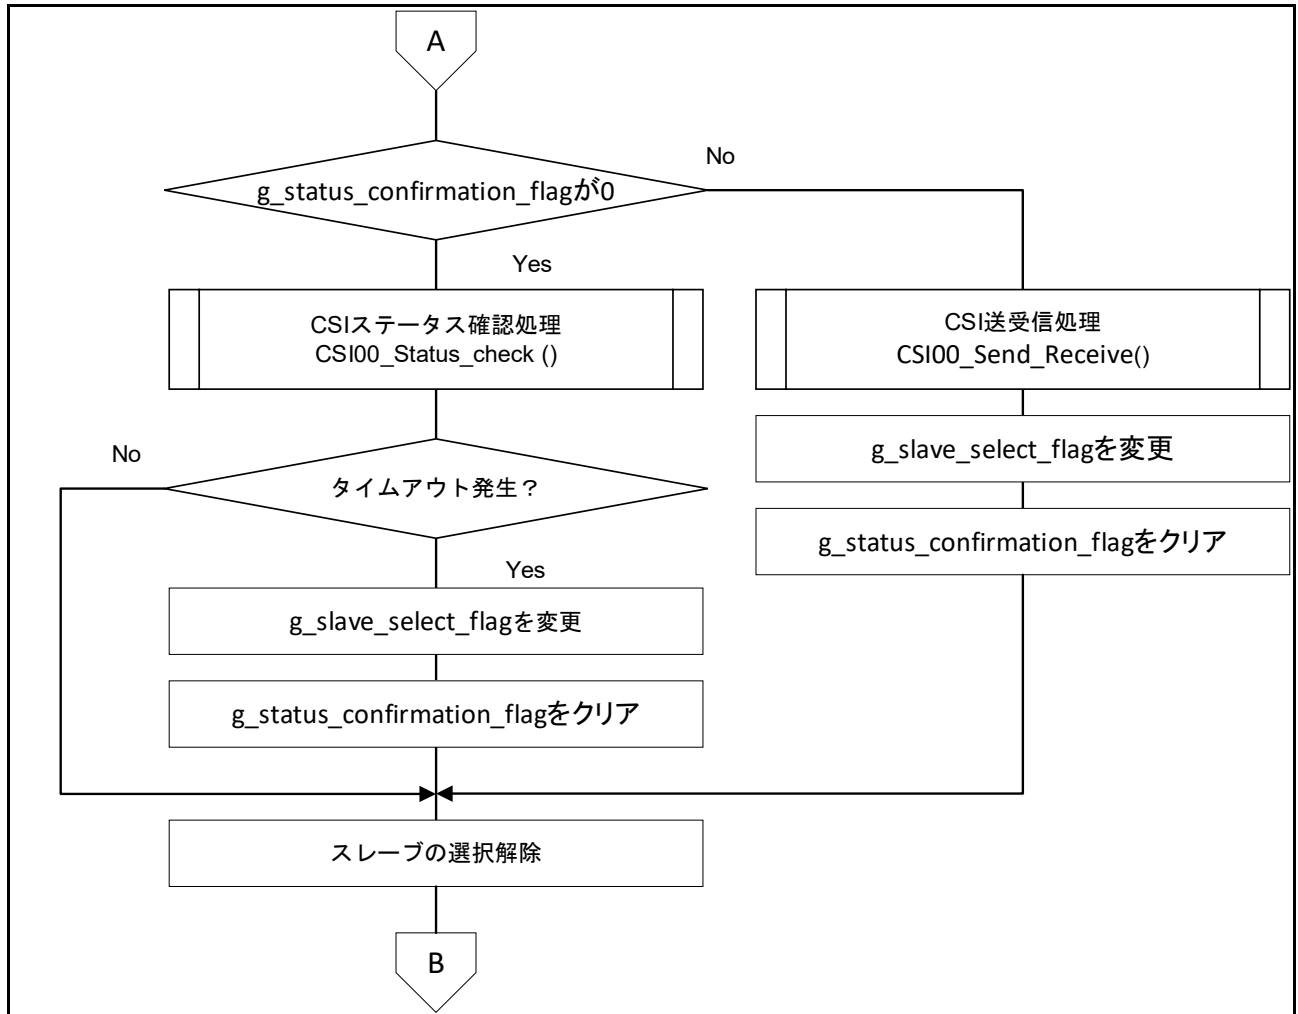 A
No
g_status_confirmation_flagが0
Yes
CSIステータス確認処理
CSI00_Status_check ()
CSI送受信処理
CSI00_Send_Receive()
No
タイムアウト発生？
g_slave_select_flagを変更
g_status_confirmation_flagをクリア
Yes
g_slave_select_flagを変更
g_status_confirmation_flagをクリア
スレーブの選択解除
B